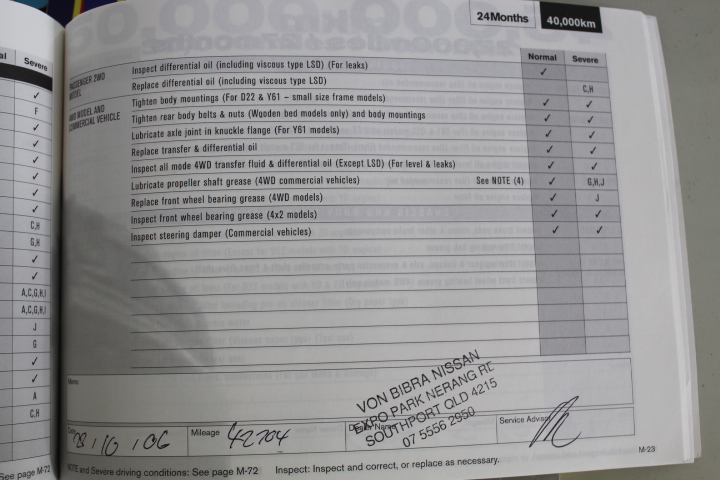 24Months 40,000km
al Severe Normal Severe
PASSENGER 2WD MODEL
Inspect differential oil (including viscous type LSD) (For leaks) ✓
Replace differential oil (including viscous type LSD) C,H
4WD MODEL AND COMMERCIAL VEHICLE
Tighten body mountings (For D22 & Y61 – small size frame models) ✓ ✓
Tighten rear body bolts & nuts (Wooden bed models only) and body mountings ✓ ✓
Lubricate axle joint in knuckle flange (For Y61 models) ✓ ✓
Replace transfer & differential oil ✓ ✓
Inspect all mode 4WD transfer fluid & differential oil (Except LSD) (For level & leaks) ✓ ✓
Lubricate propeller shaft grease (4WD commercial vehicles) See NOTE (4) ✓ G,H,J
Replace front wheel bearing grease (4WD models) ✓ J
Inspect front wheel bearing grease (4x2 models) ✓ ✓
Inspect steering damper (Commercial vehicles) ✓ ✓
✓
F
✓
✓
✓
✓
✓
✓
C,H
G,H
✓
✓
A,C,G,H,I
A,C,G,H,I
J
G
✓
✓
A
C,H
See page M-72
Memo
VON BIBRA NISSAN
EXPO PARK NERANG RD
SOUTHPORT QLD 4215
07 5556 2950
Date 18/10/06 Mileage 42704 Dealer Name Service Advisor
NOTE and Severe driving conditions: See page M-72 Inspect: Inspect and correct, or replace as necessary.
M-23